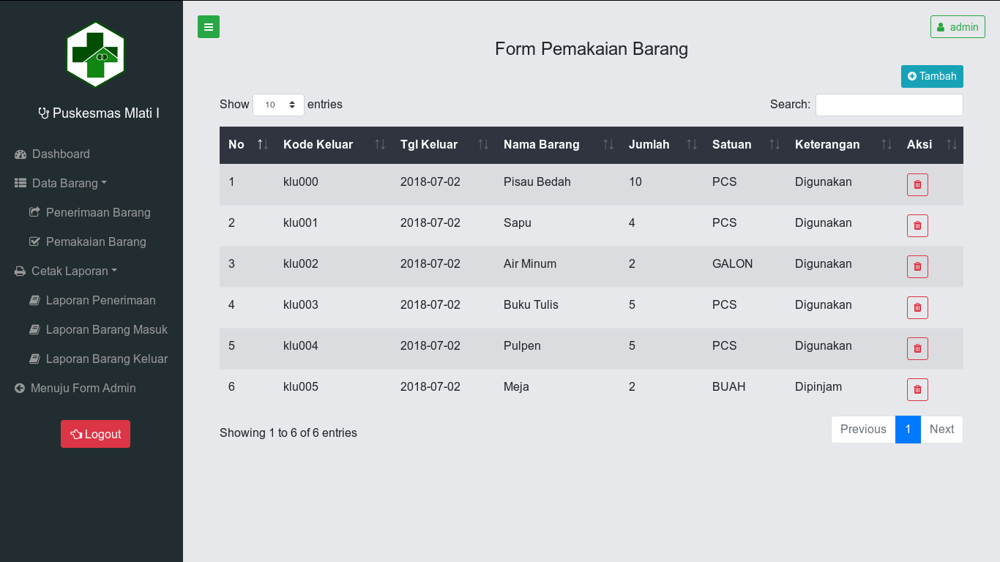 Puskesmas Mlati I
Dashboard
Data Barang
Penerimaan Barang
Pemakaian Barang
Cetak Laporan
Laporan Penerimaan
Laporan Barang Masuk
Laporan Barang Keluar
Menuju Form Admin
Logout
admin
Form Pemakaian Barang
Tambah
Show 10 entries
Search:
No Kode Keluar Tgl Keluar Nama Barang Jumlah Satuan Keterangan Aksi
1 klu000 2018-07-02 Pisau Bedah 10 PCS Digunakan
2 klu001 2018-07-02 Sapu 4 PCS Digunakan
3 klu002 2018-07-02 Air Minum 2 GALON Digunakan
4 klu003 2018-07-02 Buku Tulis 5 PCS Digunakan
5 klu004 2018-07-02 Pulpen 5 PCS Digunakan
6 klu005 2018-07-02 Meja 2 BUAH Dipinjam
Showing 1 to 6 of 6 entries
Previous 1 Next